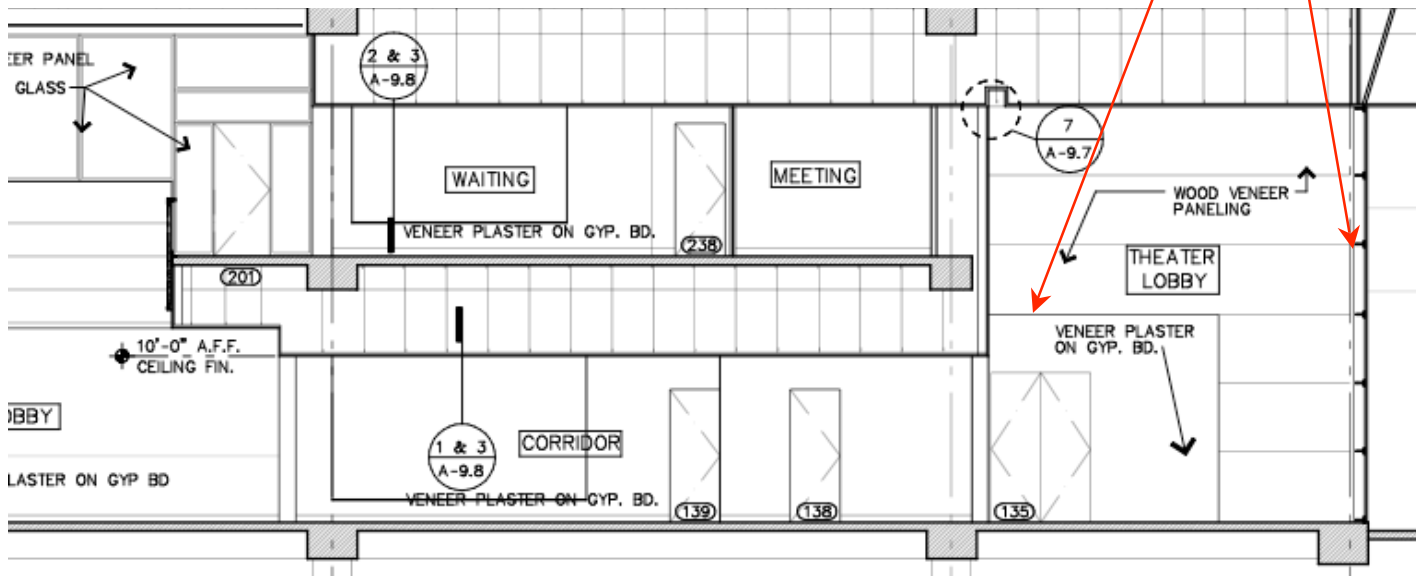 EER PANEL
GLASS
2 & 3
A-9.8
WAITING
MEETING
VENEER PLASTER ON GYP. BD.
238
7
A-9.7
WOOD VENEER
PANELING
THEATER
LOBBY
VENEER PLASTER
ON GYP. BD.
201
10'-0" A.F.F.
CEILING FIN.
OBBY
LASTER ON GYP BD
1 & 3
A-9.8
CORRIDOR
VENEER PLASTER ON GYP. BD.
139
138
135